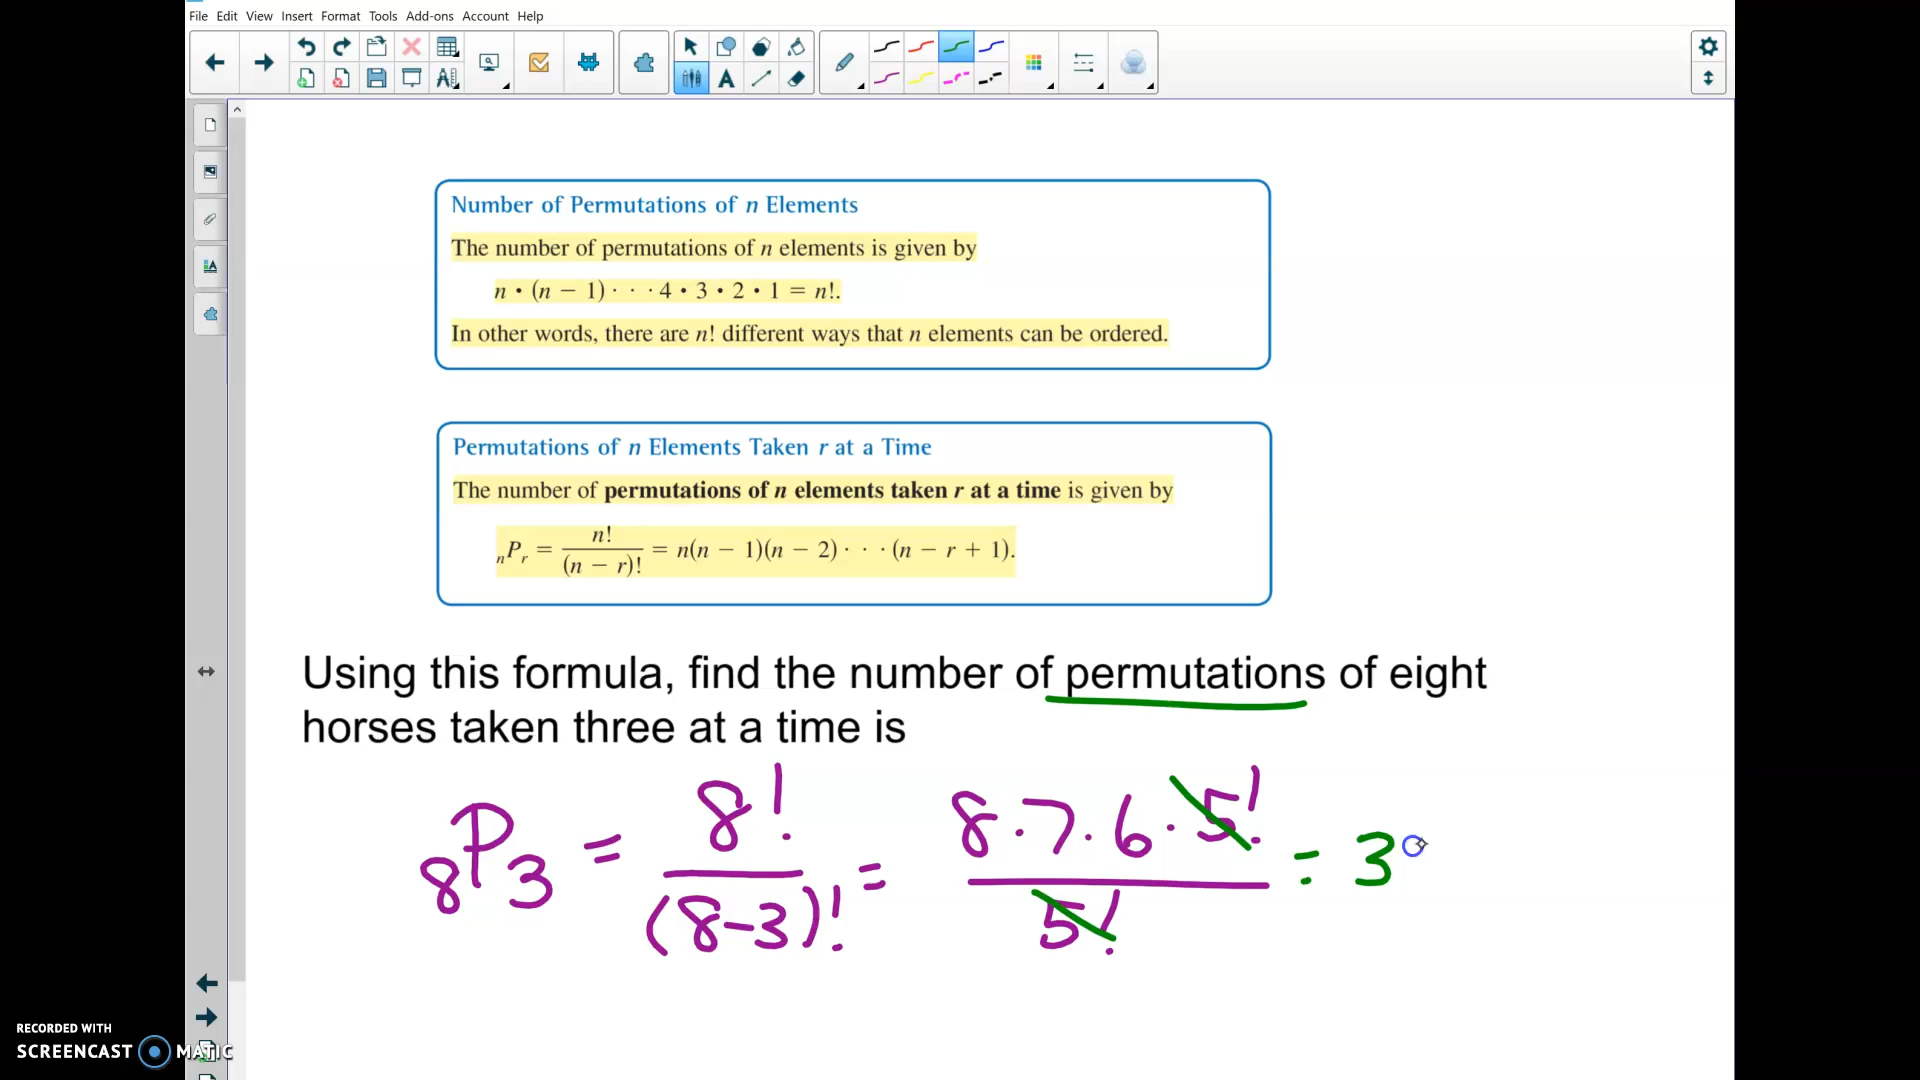 File Edit View Insert Format Tools Add-ons Account Help
Number of Permutations of n Elements
The number of permutations of n elements is given by
n • (n − 1) · · · 4 • 3 • 2 • 1 = n!.
In other words, there are n! different ways that n elements can be ordered.
Permutations of n Elements Taken r at a Time
The number of permutations of n elements taken r at a time is given by
nPr = n!/(n − r)! = n(n − 1)(n − 2) · · · (n − r + 1).
Using this formula, find the number of permutations of eight
horses taken three at a time is
8P3 = 8!/(8-3)! = 8·7·6·5!/5! = 3
RECORDED WITH
SCREENCAST MATIC